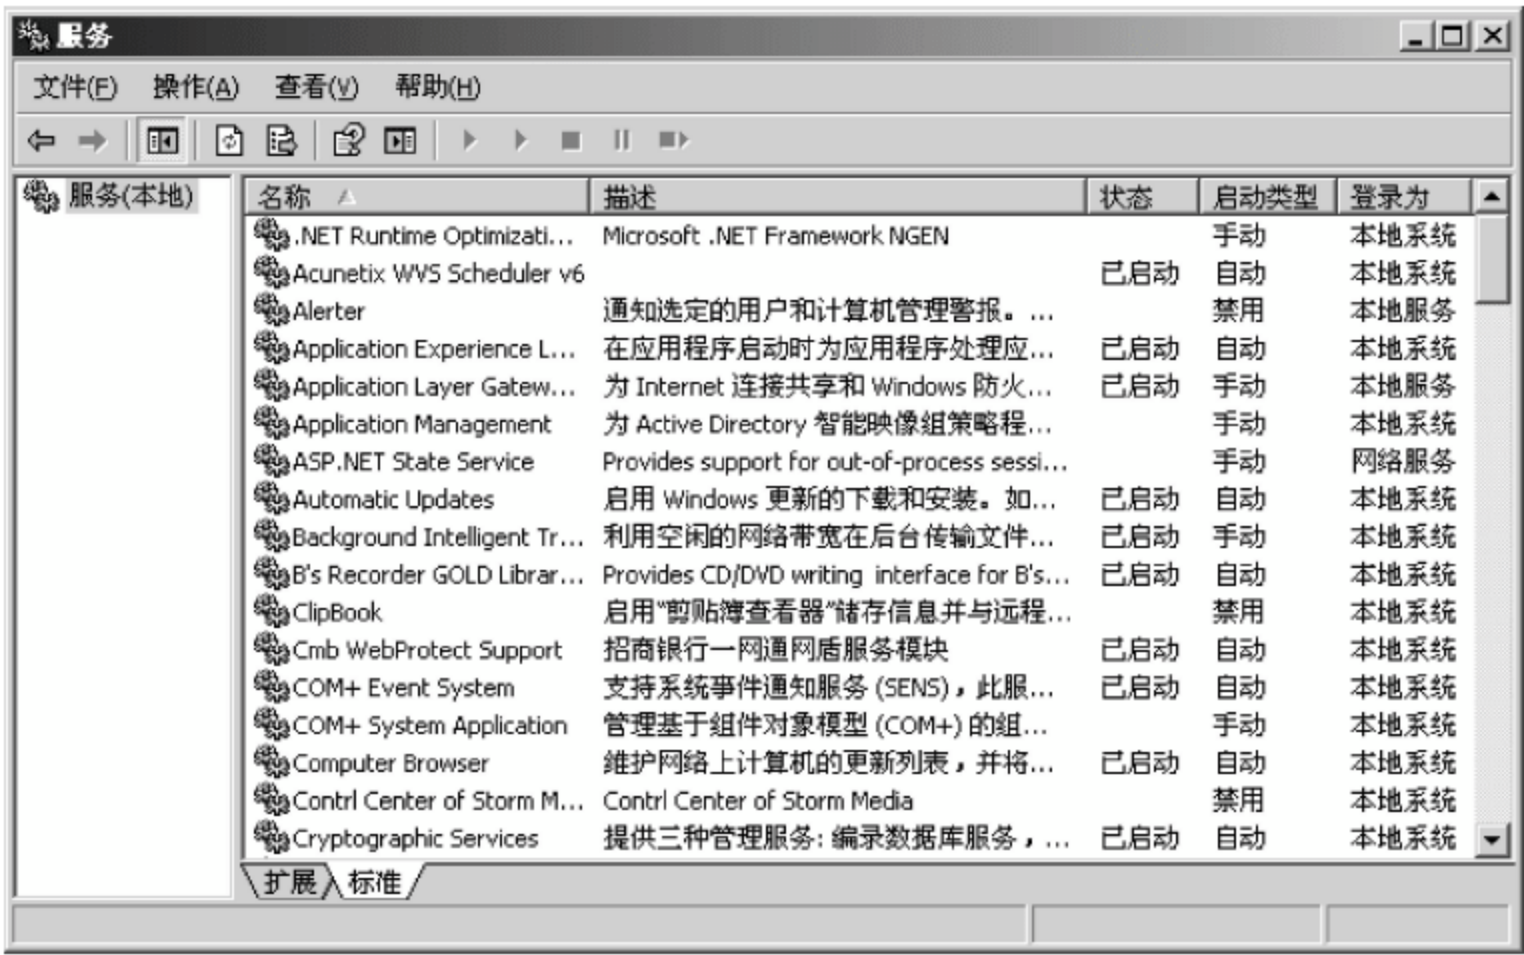 服务
文件(F) 操作(A) 查看(V) 帮助(H)
服务(本地)
名称 描述 状态 启动类型 登录为
.NET Runtime Optimizati... Microsoft .NET Framework NGEN 手动 本地系统
Acunetix WVS Scheduler v6 已启动 自动 本地系统
Alerter 通知选定的用户和计算机管理警报。... 禁用 本地服务
Application Experience L... 在应用程序启动时为应用程序处理应... 已启动 自动 本地系统
Application Layer Gatew... 为 Internet 连接共享和 Windows 防火... 已启动 手动 本地服务
Application Management 为 Active Directory 智能映像组策略程... 手动 本地系统
ASP.NET State Service Provides support for out-of-process sessi... 手动 网络服务
Automatic Updates 启用 Windows 更新的下载和安装。如... 已启动 自动 本地系统
Background Intelligent Tr... 利用空闲的网络带宽在后台传输文件... 已启动 手动 本地系统
B's Recorder GOLD Librar... Provides CD/DVD writing interface for B's... 已启动 自动 本地系统
ClipBook 启用“剪贴簿查看器”储存信息并与远程... 禁用 本地系统
Cmb WebProtect Support 招商银行一网通网盾服务模块 已启动 自动 本地系统
COM+ Event System 支持系统事件通知服务 (SENS)，此服... 已启动 自动 本地系统
COM+ System Application 管理基于组件对象模型 (COM+) 的组... 手动 本地系统
Computer Browser 维护网络上计算机的更新列表，并将... 已启动 自动 本地系统
Contrl Center of Storm M... Contrl Center of Storm Media 禁用 本地系统
Cryptographic Services 提供三种管理服务: 编录数据库服务，... 已启动 自动 本地系统
扩展 标准